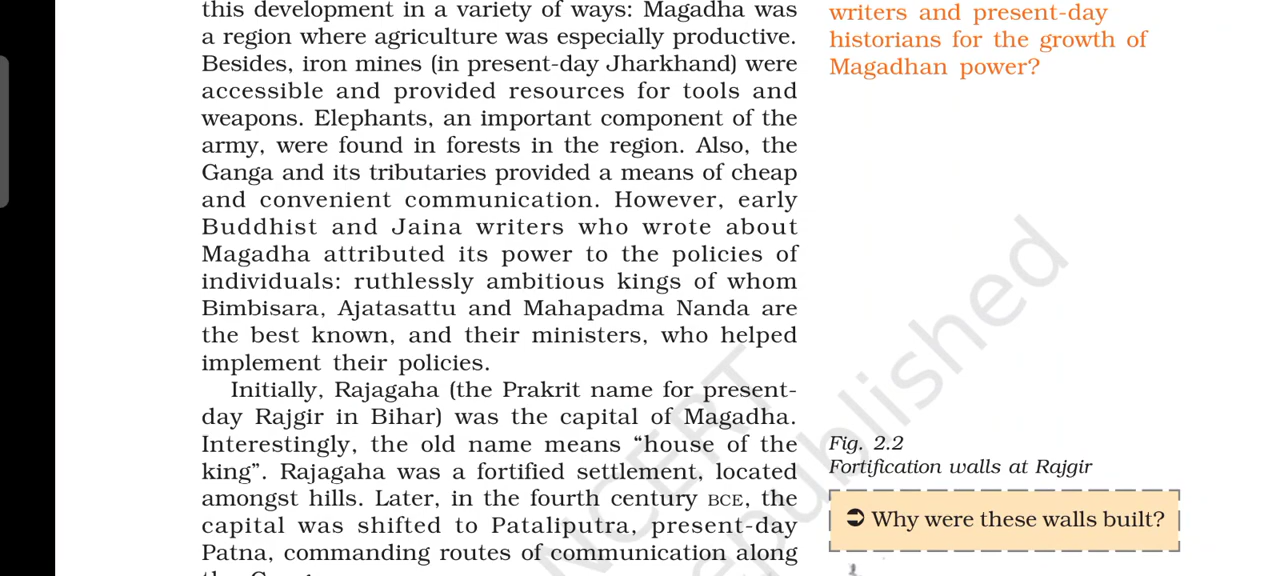 this development in a variety of ways: Magadha was
a region where agriculture was especially productive.
Besides, iron mines (in present-day Jharkhand) were
accessible and provided resources for tools and
weapons. Elephants, an important component of the
army, were found in forests in the region. Also, the
Ganga and its tributaries provided a means of cheap
and convenient communication. However, early
Buddhist and Jaina writers who wrote about
Magadha attributed its power to the policies of
individuals: ruthlessly ambitious kings of whom
Bimbisara, Ajatasattu and Mahapadma Nanda are
the best known, and their ministers, who helped
implement their policies.
Initially, Rajagaha (the Prakrit name for present-
day Rajgir in Bihar) was the capital of Magadha.
Interestingly, the old name means “house of the
king”. Rajagaha was a fortified settlement, located
amongst hills. Later, in the fourth century BCE, the
capital was shifted to Pataliputra, present-day
Patna, commanding routes of communication along
writers and present-day
historians for the growth of
Magadhan power?
Fig. 2.2
Fortification walls at Rajgir
➲ Why were these walls built?
NCERT
republished